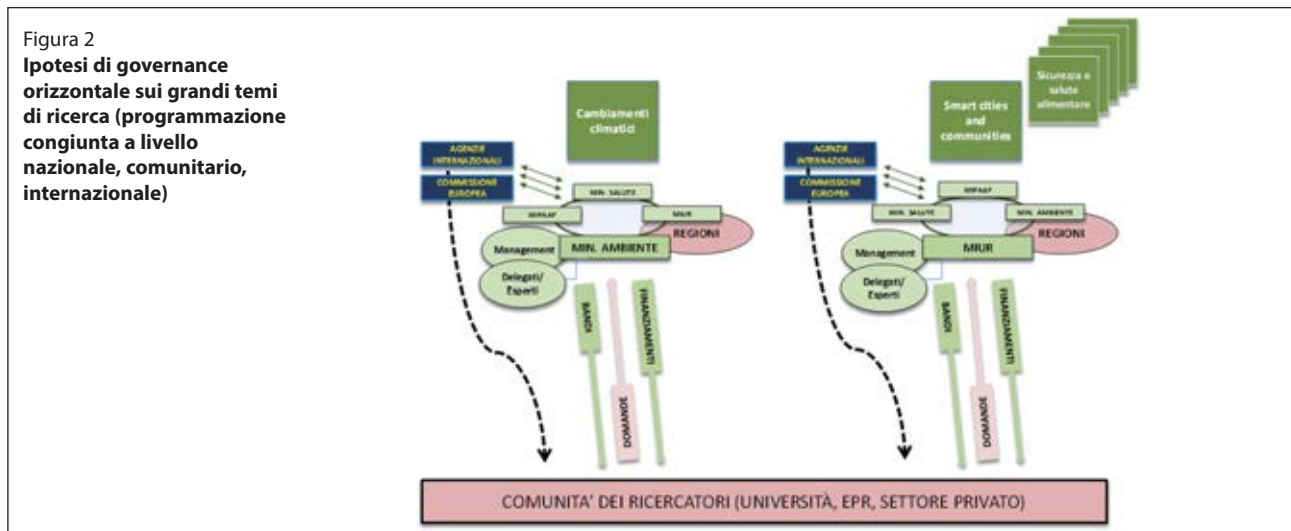 Figura 2
Ipotesi di governance
orizzontale sui grandi temi
di ricerca (programmazione
congiunta a livello
nazionale, comunitario,
internazionale)
Cambiamenti
climatici
AGENZIE
INTERNAZIONALI
COMMISSIONE
EUROPEA
MIN. SALUTE
MIPAAF
MIUR
REGIONI
MIN. AMBIENTE
Management
Delegati/
Esperti
BANDI
DOMANDE
FINANZIAMENTI
Smart cities
and
communities
Sicurezza e
salute
alimentare
AGENZIE
INTERNAZIONALI
COMMISSIONE
EUROPEA
MIPAAF
MIN. SALUTE
MIN. AMBIENTE
REGIONI
MIUR
Management
Delegati/
Esperti
BANDI
DOMANDE
FINANZIAMENTI
COMUNITA' DEI RICERCATORI (UNIVERSITÀ, EPR, SETTORE PRIVATO)